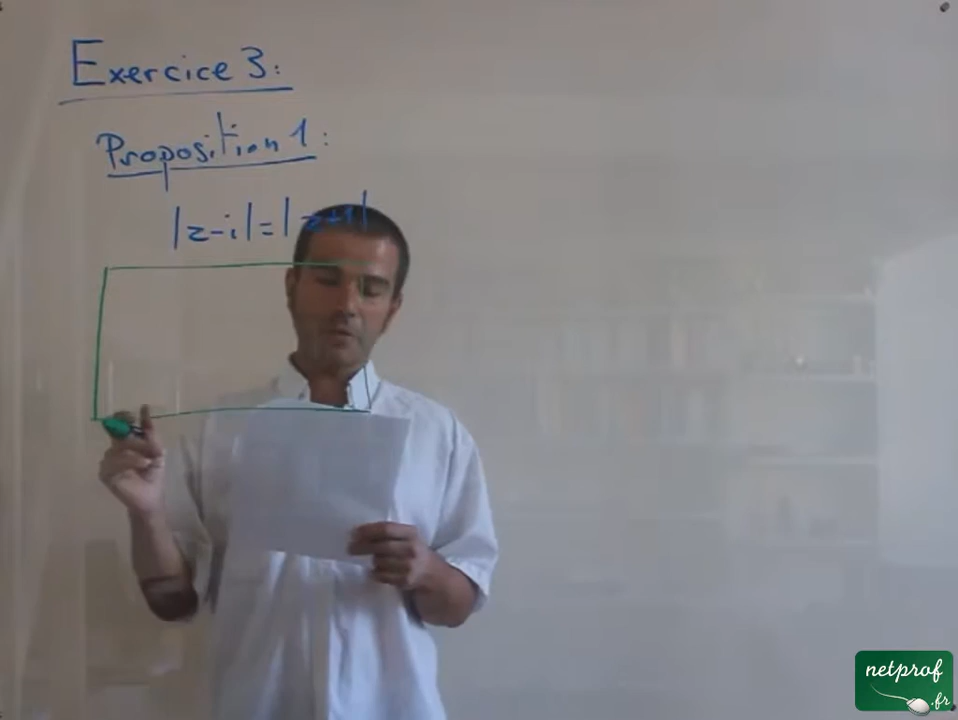 Exercice 3:
Proposition 1:
|z-i|=|z+1|
netprof
.fr